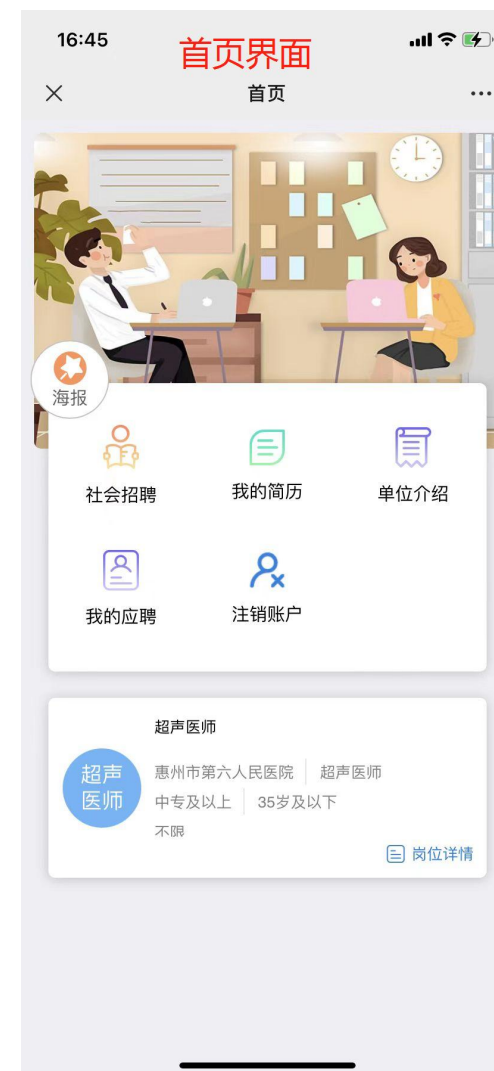 16:45
首页界面
首页
海报
社会招聘
我的简历
单位介绍
我的应聘
注销账户
超声医师
超声
医师
惠州市第六人民医院 超声医师
中专及以上 35岁及以下
不限
岗位详情